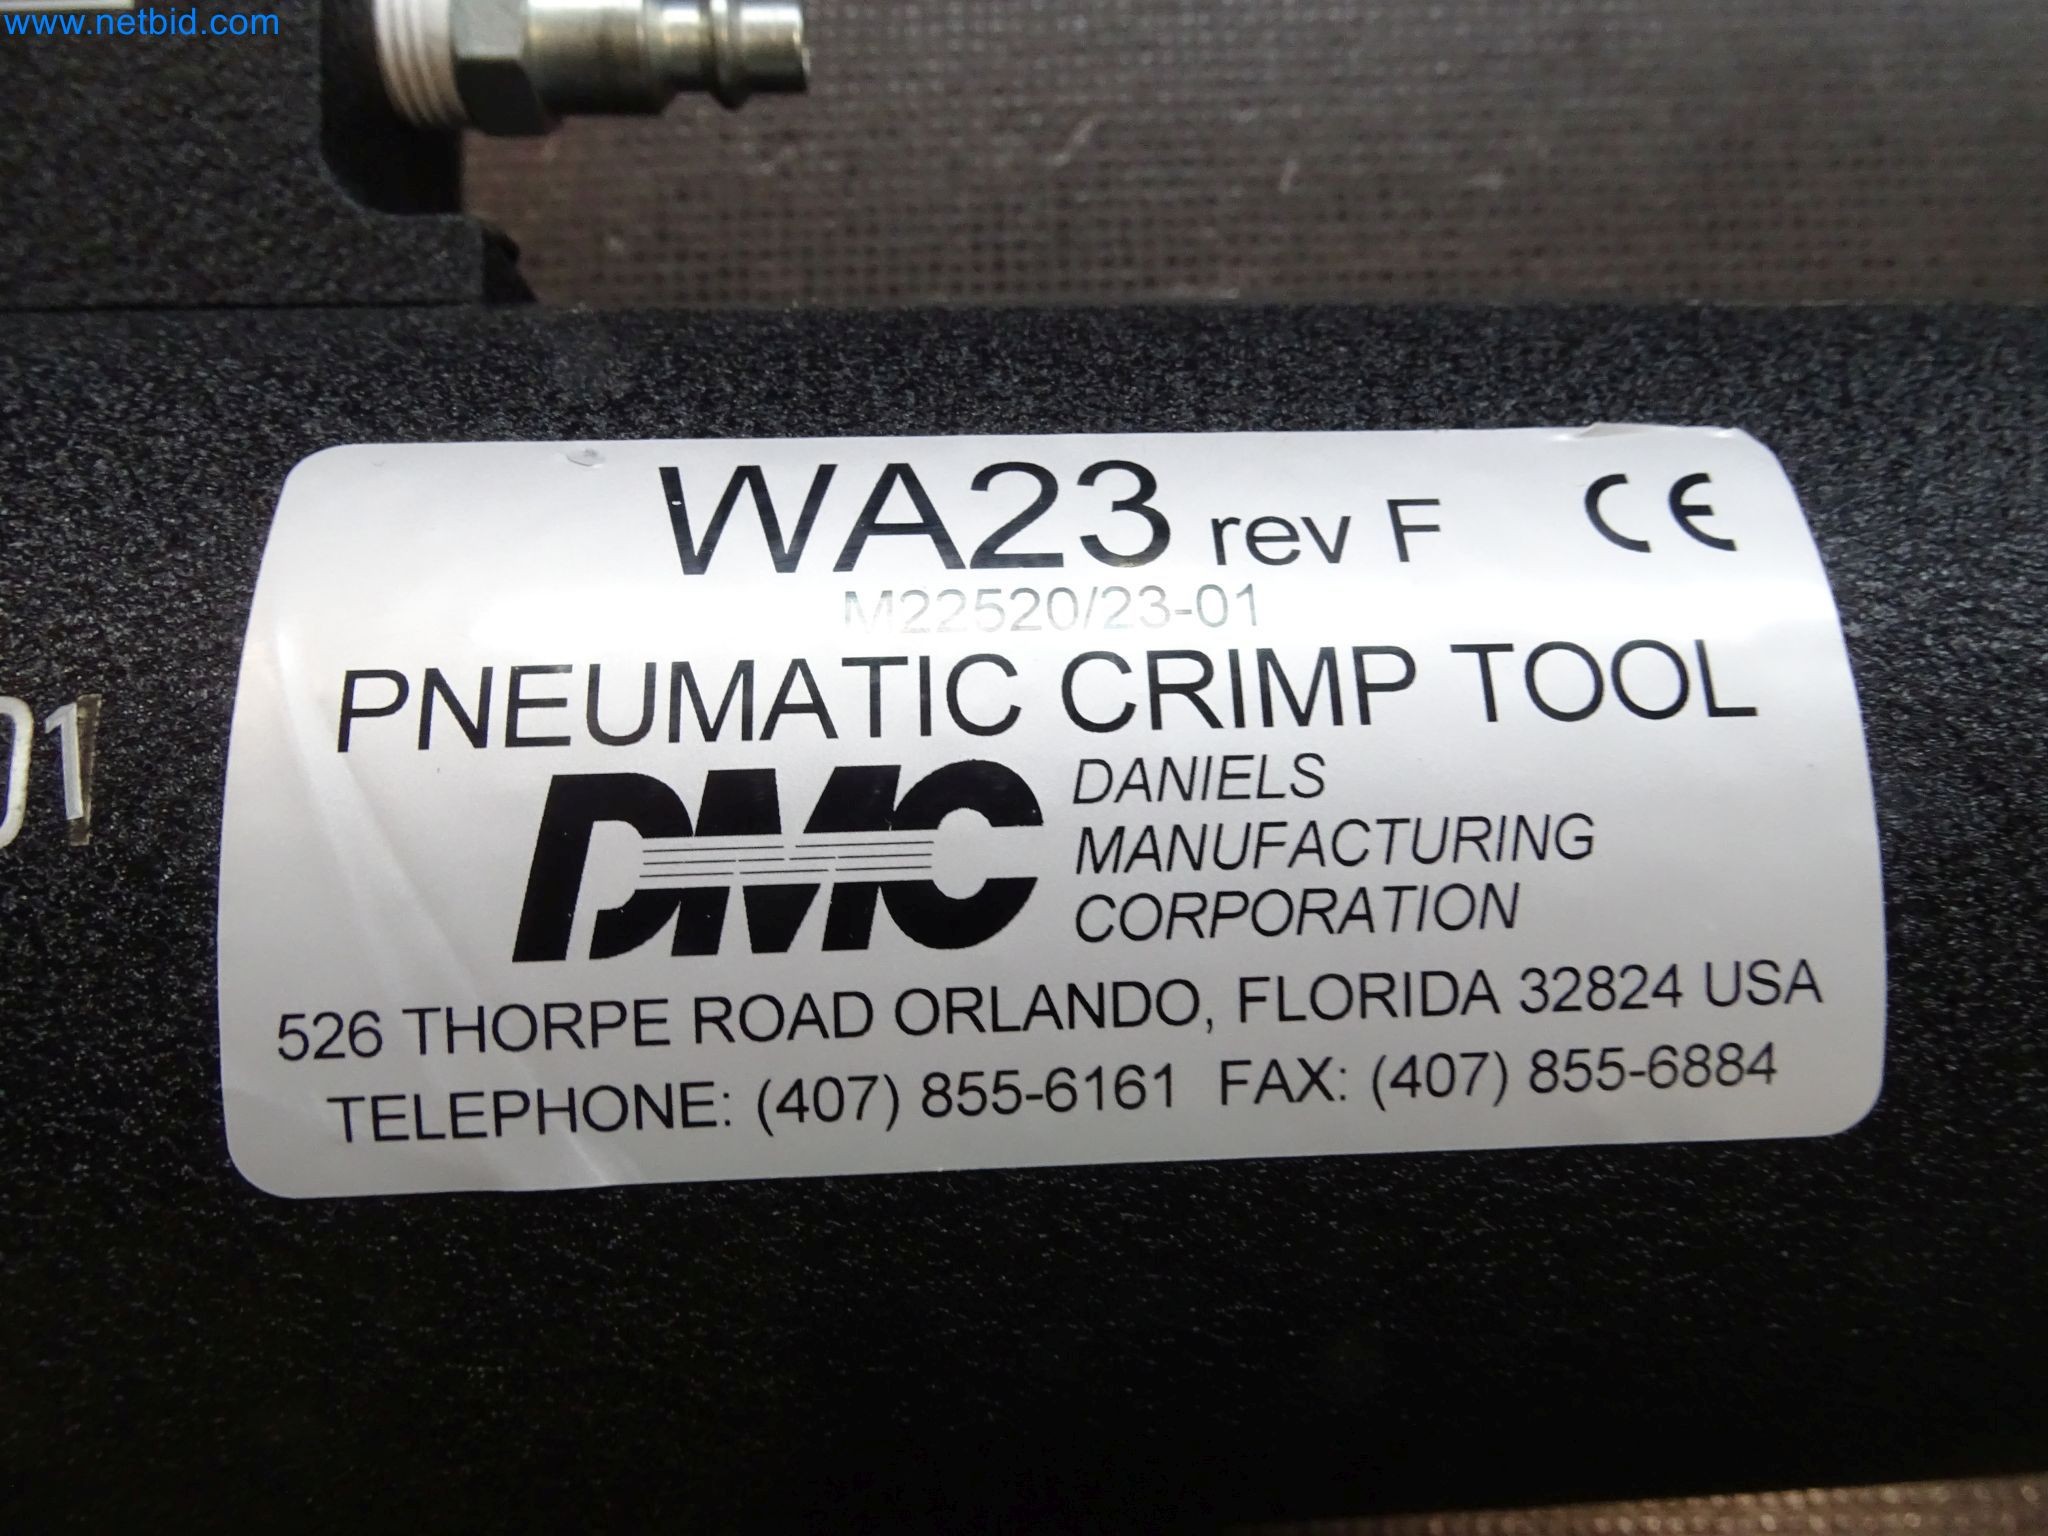 www.netbid.com
WA23 rev F CE
M22520/23-01
PNEUMATIC CRIMP TOOL
DMC DANIELS
MANUFACTURING
CORPORATION
526 THORPE ROAD ORLANDO, FLORIDA 32824 USA
TELEPHONE: (407) 855-6161 FAX: (407) 855-6884
01